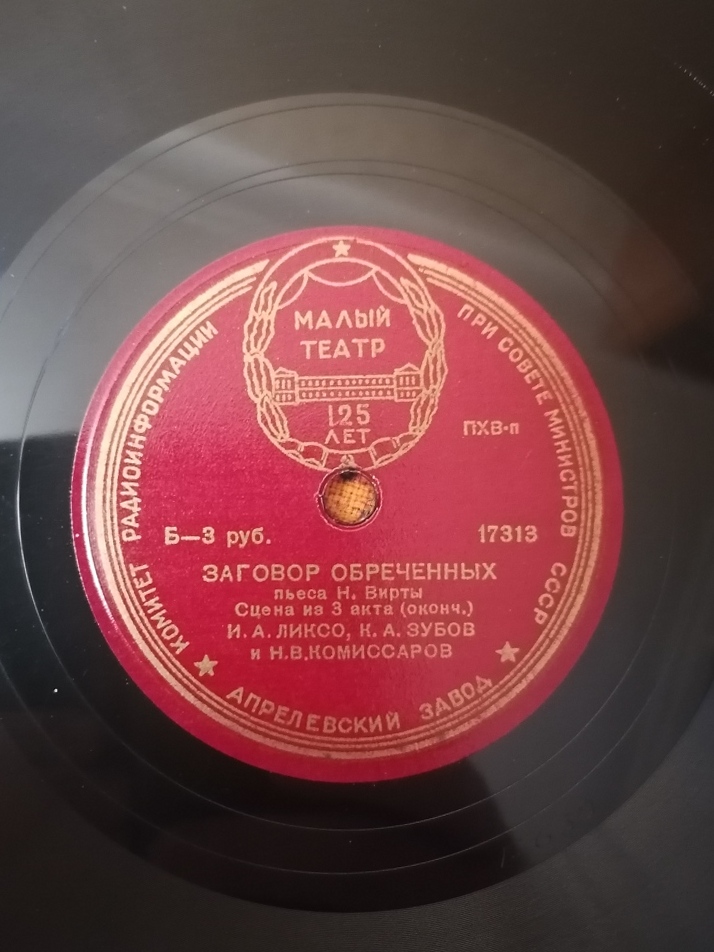 МАЛЫЙ
ТЕАТР
125
ЛЕТ
КОМИТЕТ РАДИОИНФОРМАЦИИ
ПРИ СОВЕТЕ МИНИСТРОВ СССР
ПХВ-п
Б—3 руб.
17313
ЗАГОВОР ОБРЕЧЕННЫХ
пьеса Н. Вирты
Сцена из 3 акта (оконч.)
И. А. ЛИКСО, К. А. ЗУБОВ
и Н.В.КОМИССАРОВ
АПРЕЛЕВСКИЙ ЗАВОД